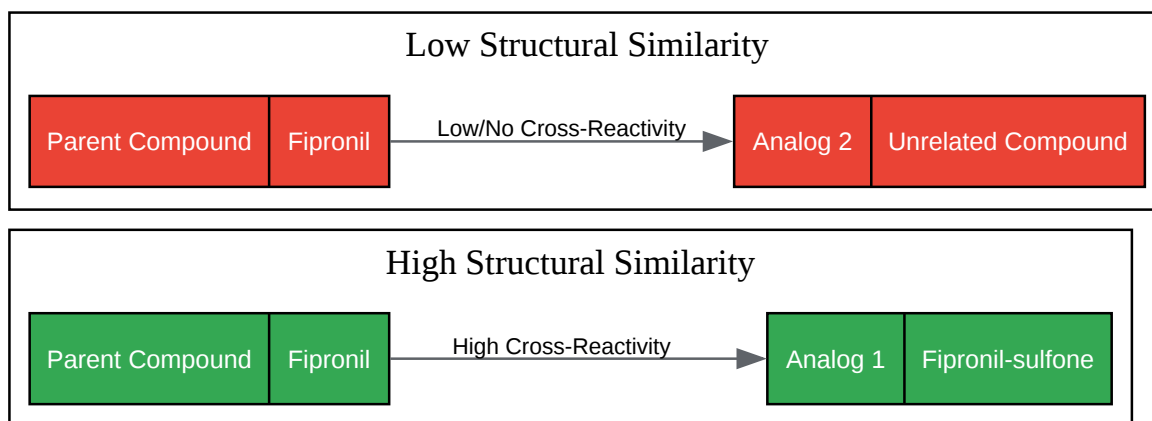 Low Structural Similarity
Parent Compound Fipronil Low/No Cross-Reactivity Analog 2 Unrelated Compound
High Structural Similarity
Parent Compound Fipronil High Cross-Reactivity Analog 1 Fipronil-sulfone